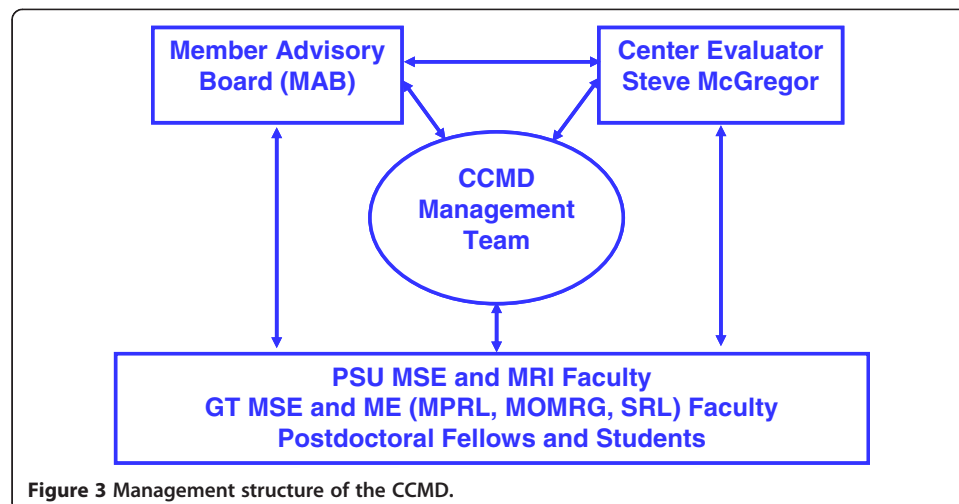 Member Advisory
Board (MAB)
Center Evaluator
Steve McGregor
CCMD
Management
Team
PSU MSE and MRI Faculty
GT MSE and ME (MPRL, MOMRG, SRL) Faculty
Postdoctoral Fellows and Students
Figure 3 Management structure of the CCMD.